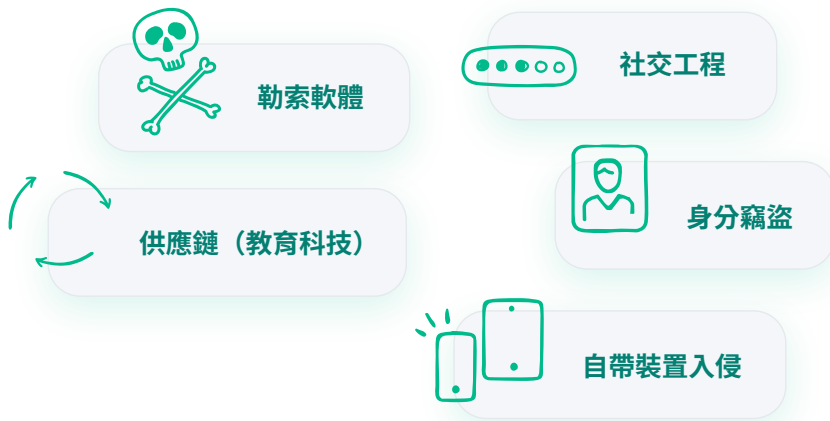 勒索軟體
社交工程
供應鏈（教育科技）
身分竊盜
自帶裝置入侵